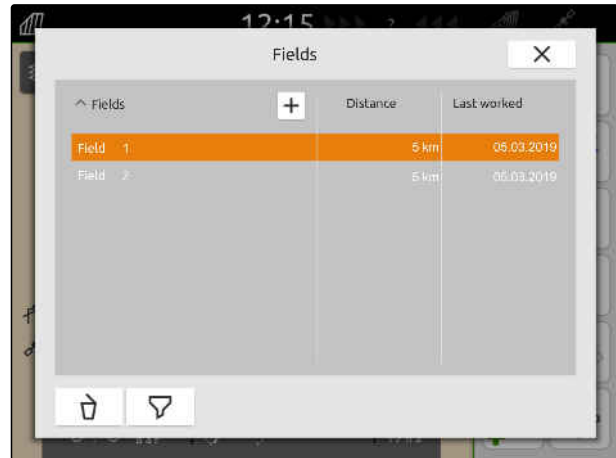 12:15
Fields
^ Fields + Distance Last worked
Field 1 5 km 05.03.2019
Field 2 5 km 05.03.2019